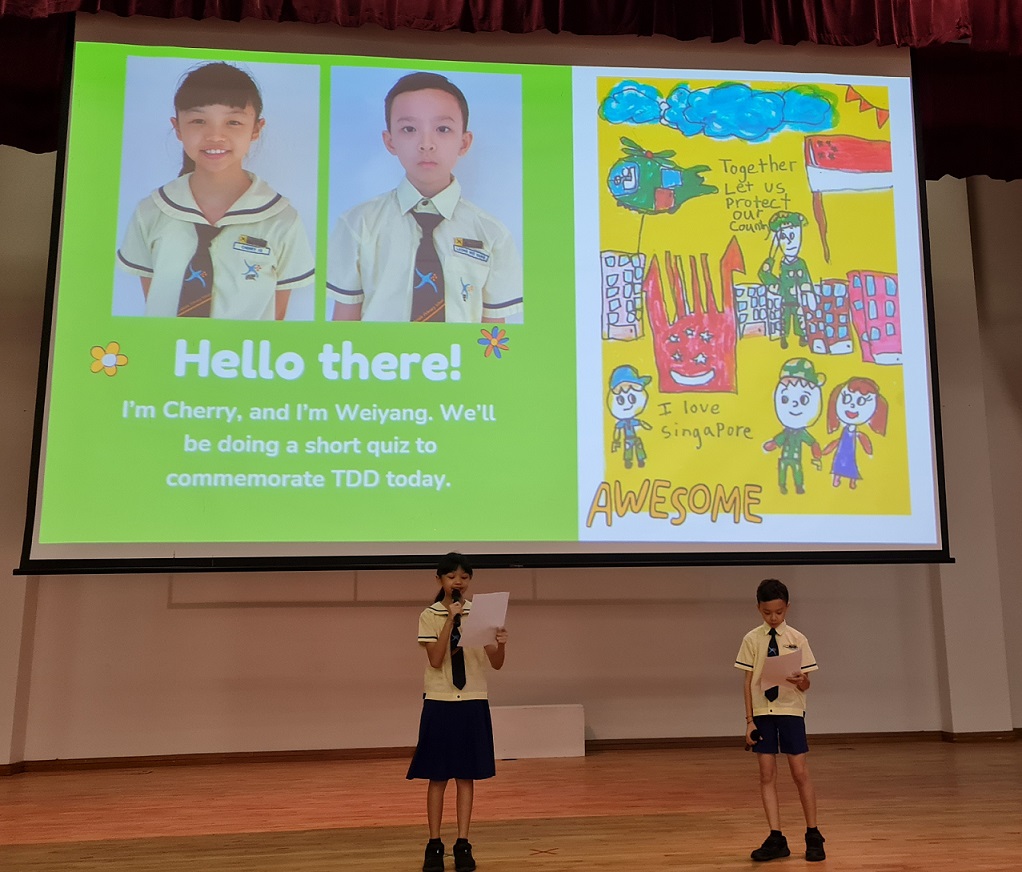 Hello there!
I'm Cherry, and I'm Weiyang. We'll
be doing a short quiz to
commemorate TDD today.
Together
Let us
protect
our
I love
singapore
AWESOME